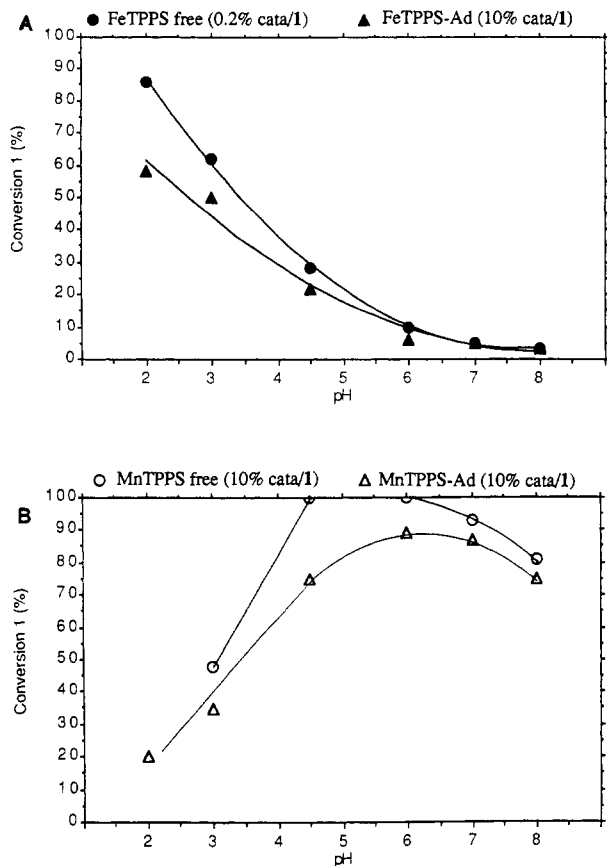 A
● FeTPPS free (0.2% cata/1) ▲ FeTPPS-Ad (10% cata/1)
100
90
80
70
60
50
40
30
20
10
0
Conversion 1 (%)
2 3 4 5 6 7 8
pH
○ MnTPPS free (10% cata/1) △ MnTPPS-Ad (10% cata/1)
B
100
90
80
70
60
50
40
30
20
10
0
Conversion 1 (%)
2 3 4 5 6 7 8
pH